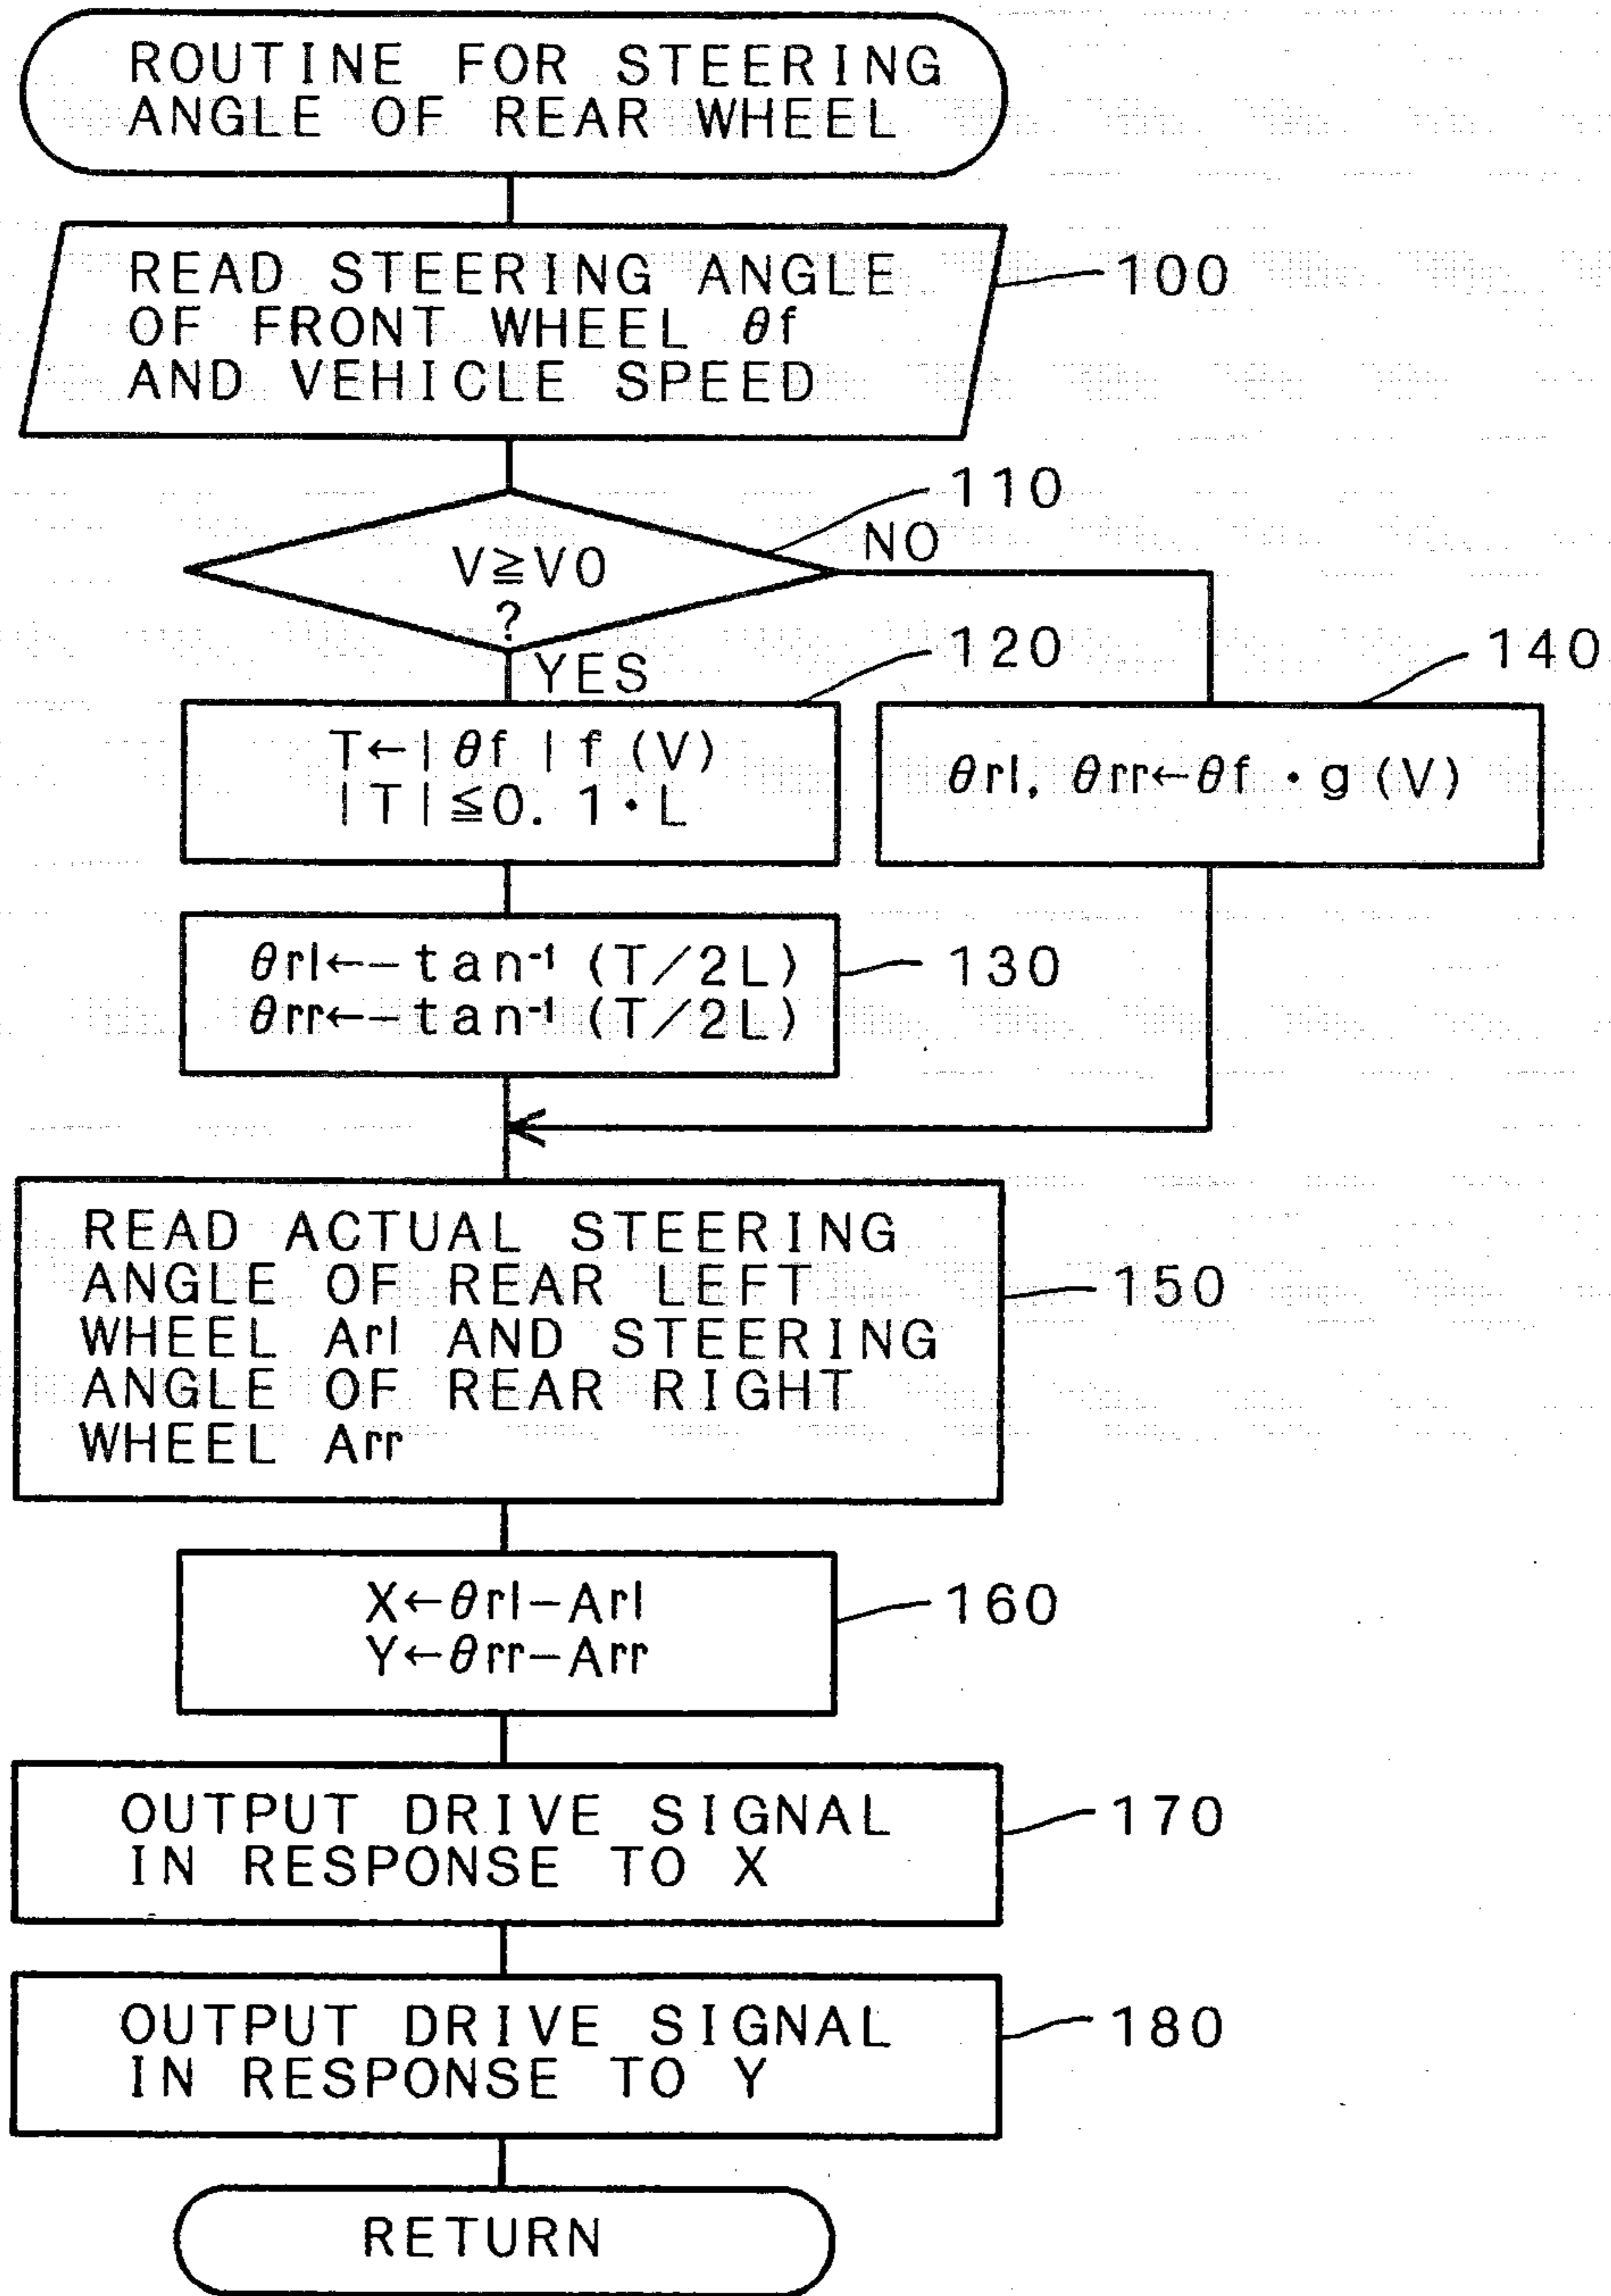 ROUTINE FOR STEERING
ANGLE OF REAR WHEEL
READ STEERING ANGLE
OF FRONT WHEEL θf
AND VEHICLE SPEED
100
110
V≧V0
?
NO
YES
120
T←|θf|f(V)
|T|≦0.1・L
140
θrl, θrr←θf・g(V)
130
θrl←−tan⁻¹(T/2L)
θrr←−tan⁻¹(T/2L)
READ ACTUAL STEERING
ANGLE OF REAR LEFT
WHEEL Arl AND STEERING
ANGLE OF REAR RIGHT
WHEEL Arr
150
X←θrl−Arl
Y←θrr−Arr
160
OUTPUT DRIVE SIGNAL
IN RESPONSE TO X
170
OUTPUT DRIVE SIGNAL
IN RESPONSE TO Y
180
RETURN